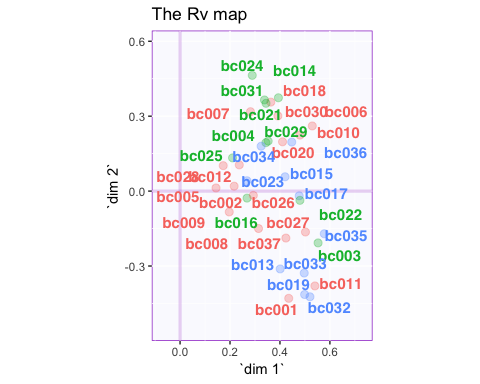 The Rv map
0.6
bc024
bc014
bc031
bc018
0.3
bc007
bc021
bc030
bc006
bc004
bc029
bc010
bc020
bc036
bc025
bc034
bc012
bc015
bc023
0.0
bc005
bc002
bc026
bc017
bc009
bc016
bc027
bc022
bc035
bc008
bc037
bc003
-0.3
bc013
bc033
bc019
bc011
bc001
bc032
0.0
0.2
0.4
0.6
`dim 1`
`dim 2`